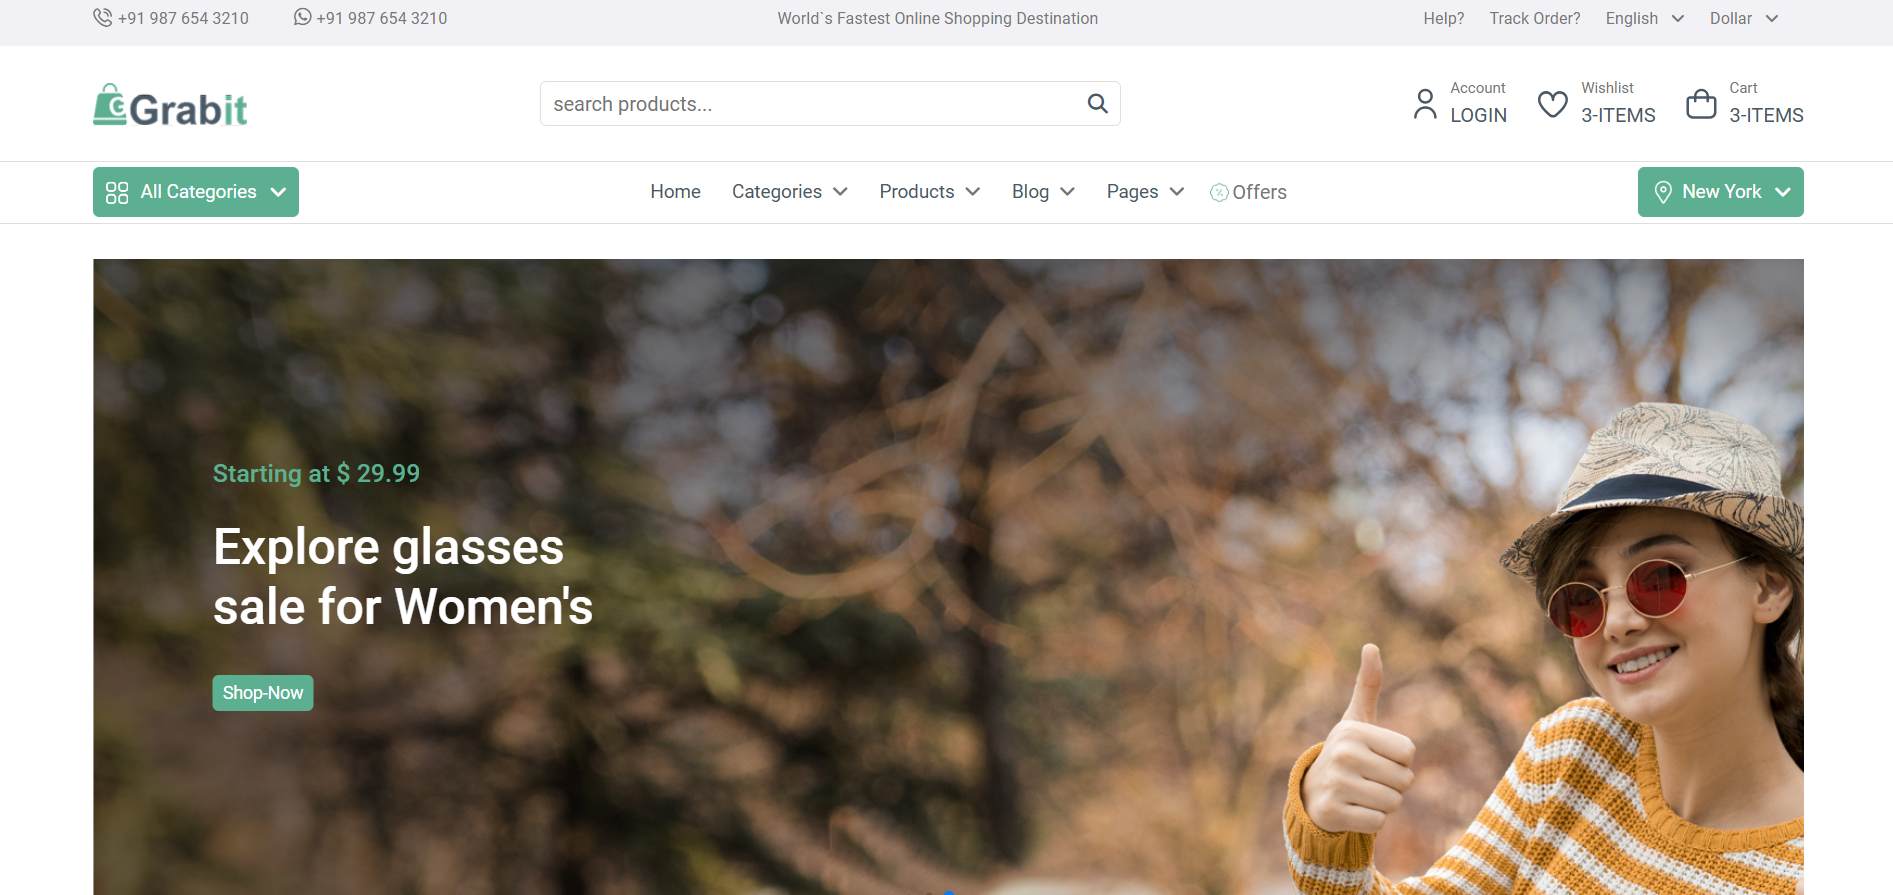 +91 987 654 3210 +91 987 654 3210 World`s Fastest Online Shopping Destination Help? Track Order? English Dollar
Grabit
search products...
Account
LOGIN
Wishlist
3-ITEMS
Cart
3-ITEMS
All Categories Home Categories Products Blog Pages Offers New York
Starting at $ 29.99
Explore glasses
sale for Women's
Shop-Now